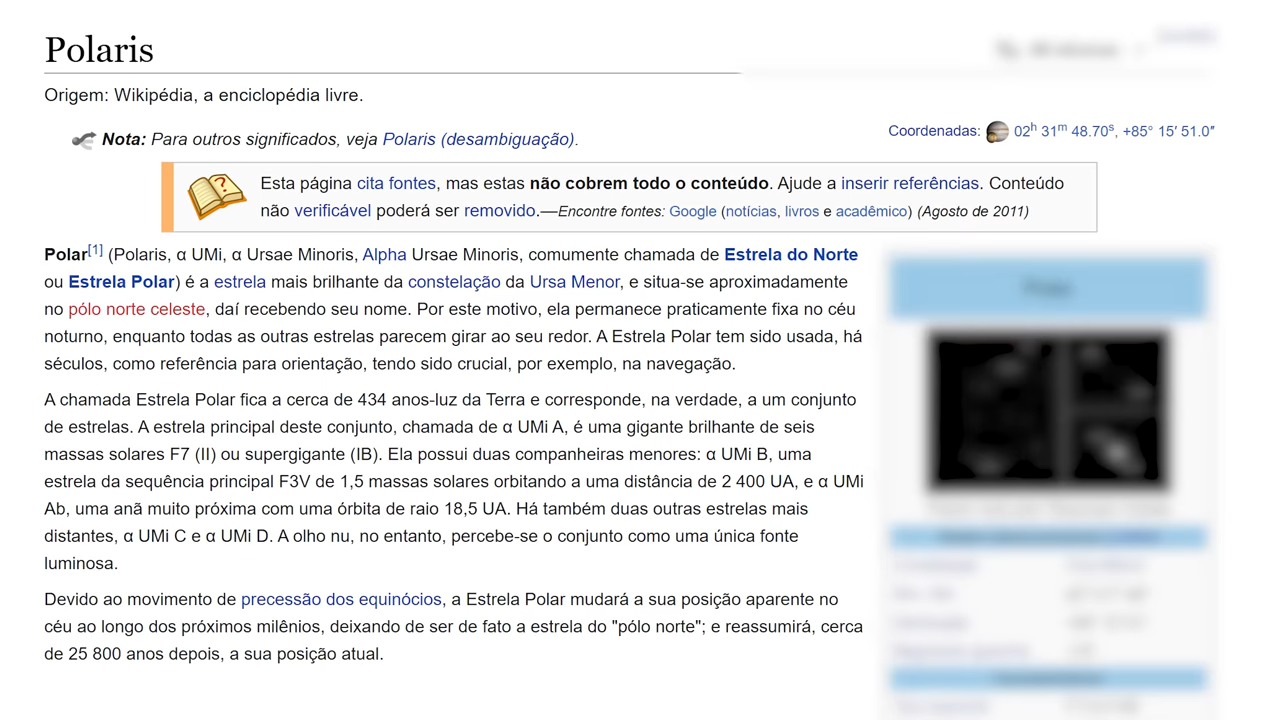 Polaris
Origem: Wikipédia, a enciclopédia livre.
Nota: Para outros significados, veja Polaris (desambiguação).
Coordenadas: 02h 31m 48.70s, +85° 15′ 51.0″
Esta página cita fontes, mas estas não cobrem todo o conteúdo. Ajude a inserir referências. Conteúdo
não verificável poderá ser removido.—Encontre fontes: Google (notícias, livros e acadêmico) (Agosto de 2011)
Polar[1] (Polaris, α UMi, α Ursae Minoris, Alpha Ursae Minoris, comumente chamada de Estrela do Norte
ou Estrela Polar) é a estrela mais brilhante da constelação da Ursa Menor, e situa-se aproximadamente
no pólo norte celeste, daí recebendo seu nome. Por este motivo, ela permanece praticamente fixa no céu
noturno, enquanto todas as outras estrelas parecem girar ao seu redor. A Estrela Polar tem sido usada, há
séculos, como referência para orientação, tendo sido crucial, por exemplo, na navegação.
A chamada Estrela Polar fica a cerca de 434 anos-luz da Terra e corresponde, na verdade, a um conjunto
de estrelas. A estrela principal deste conjunto, chamada de α UMi A, é uma gigante brilhante de seis
massas solares F7 (II) ou supergigante (IB). Ela possui duas companheiras menores: α UMi B, uma
estrela da sequência principal F3V de 1,5 massas solares orbitando a uma distância de 2 400 UA, e α UMi
Ab, uma anã muito próxima com uma órbita de raio 18,5 UA. Há também duas outras estrelas mais
distantes, α UMi C e α UMi D. A olho nu, no entanto, percebe-se o conjunto como uma única fonte
luminosa.
Devido ao movimento de precessão dos equinócios, a Estrela Polar mudará a sua posição aparente no
céu ao longo dos próximos milênios, deixando de ser de fato a estrela do "pólo norte"; e reassumirá, cerca
de 25 800 anos depois, a sua posição atual.